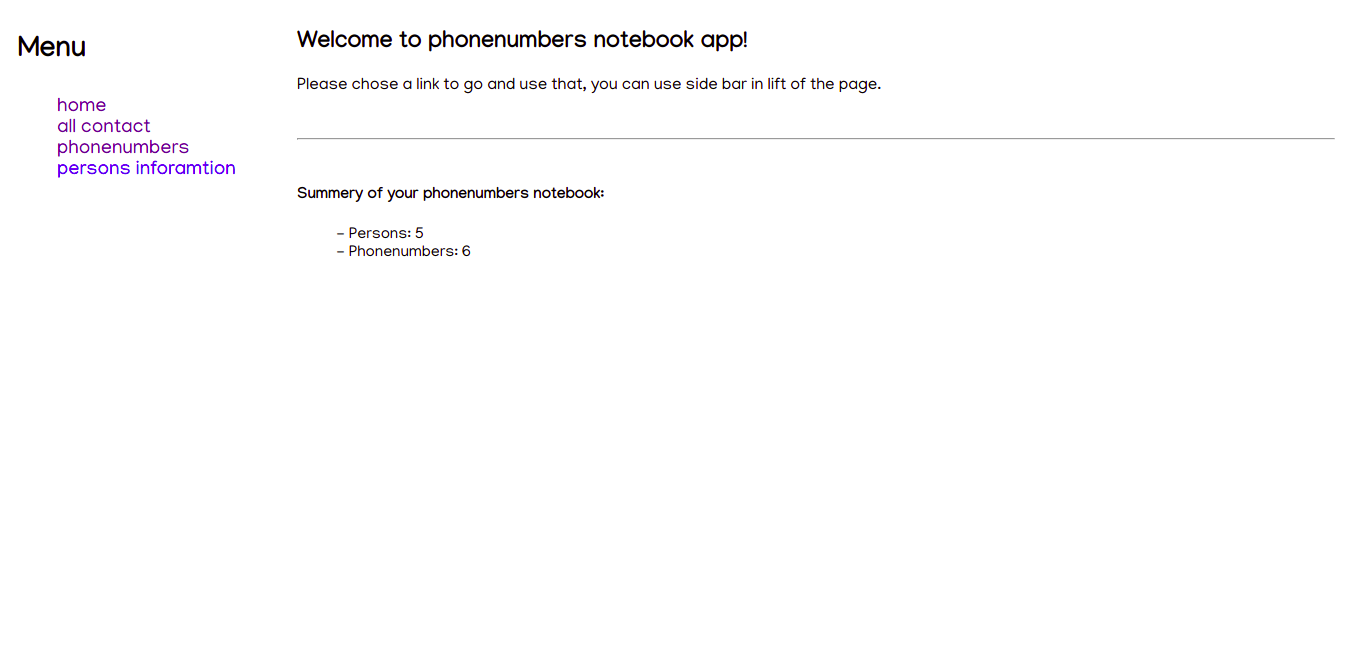 Menu
home
all contact
phonenumbers
persons inforamtion
Welcome to phonenumbers notebook app!
Please chose a link to go and use that, you can use side bar in lift of the page.
Summery of your phonenumbers notebook:
– Persons: 5
– Phonenumbers: 6